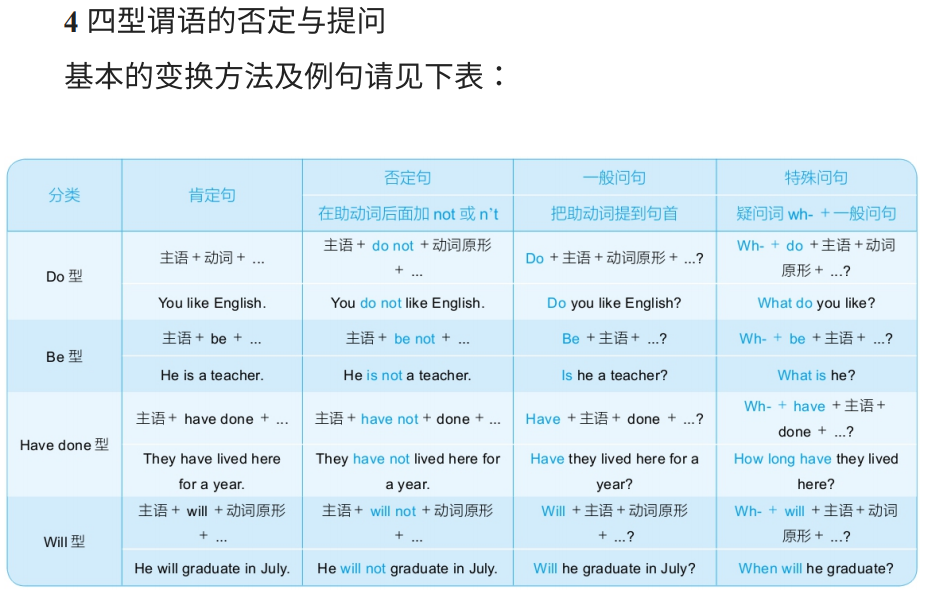 4 四型谓语的否定与提问
基本的变换方法及例句请见下表：
分类
肯定句
否定句
一般问句
特殊问句
在助动词后面加 not 或 n't
把助动词提到句首
疑问词 wh- + 一般问句
Do 型
主语 + 动词 + ...
主语 + do not + 动词原形
+ ...
Do + 主语 + 动词原形 + ...?
Wh- + do + 主语 + 动词
原形 + ...?
You like English.
You do not like English.
Do you like English?
What do you like?
Be 型
主语 + be + ...
主语 + be not + ...
Be + 主语 + ...?
Wh- + be + 主语 + ...?
He is a teacher.
He is not a teacher.
Is he a teacher?
What is he?
Have done 型
主语 + have done + ...
主语 + have not + done + ...
Have + 主语 + done + ...?
Wh- + have + 主语 +
done + ...?
They have lived here
for a year.
They have not lived here for
a year.
Have they lived here for a
year?
How long have they lived
here?
Will 型
主语 + will + 动词原形
+ ...
主语 + will not + 动词原形
+ ...
Will + 主语 + 动词原形
+ ...?
Wh- + will + 主语 + 动词
原形 + ...?
He will graduate in July.
He will not graduate in July.
Will he graduate in July?
When will he graduate?